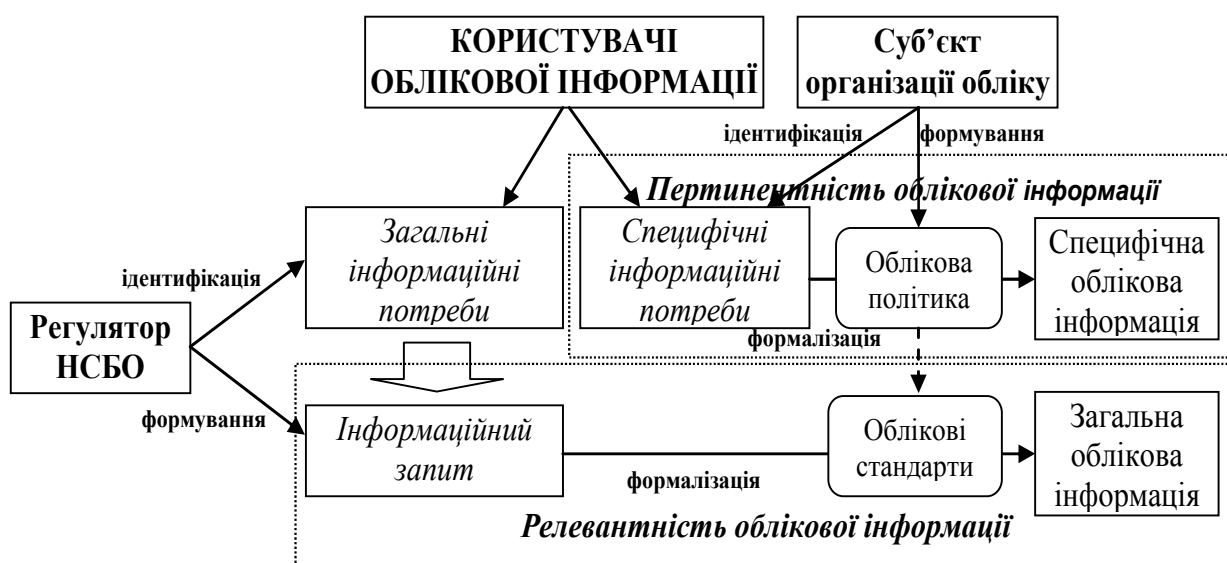 КОРИСТУВАЧІ
ОБЛІКОВОЇ ІНФОРМАЦІЇ
Суб’єкт
організації обліку
ідентифікація
формування
Пертинентність облікової інформації
Загальні
інформаційні
потреби
Специфічні
інформаційні
потреби
Облікова
політика
Специфічна
облікова
інформація
ідентифікація
Регулятор
НСБО
формалізація
формування
Інформаційний
запит
формалізація
Облікові
стандарти
Загальна
облікова
інформація
Релевантність облікової інформації